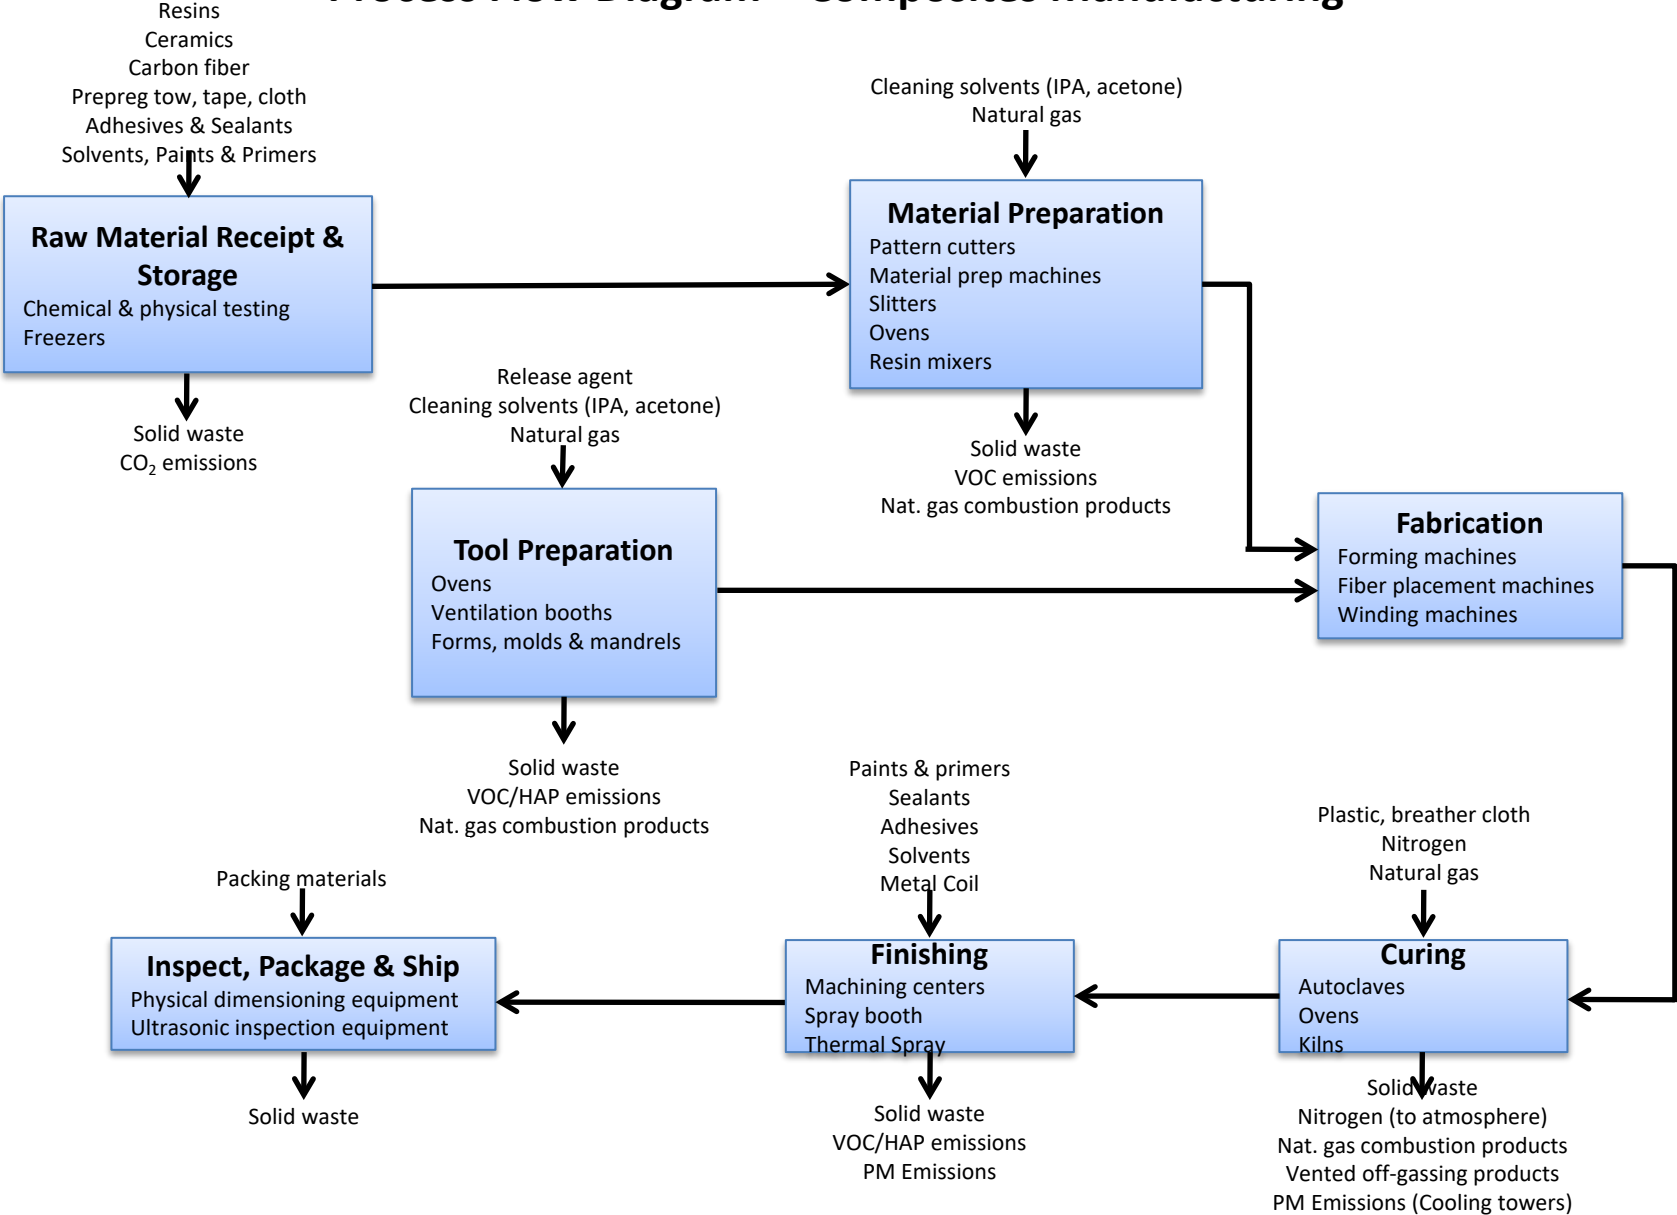 Process Flow Diagram – Composites Manufacturing
Resins
Ceramics
Carbon fiber
Prepreg tow, tape, cloth
Adhesives & Sealants
Solvents, Paints & Primers
Raw Material Receipt &
Storage
Chemical & physical testing
Freezers
Solid waste
CO₂ emissions
Cleaning solvents (IPA, acetone)
Natural gas
Material Preparation
Pattern cutters
Material prep machines
Slitters
Ovens
Resin mixers
Solid waste
VOC emissions
Nat. gas combustion products
Release agent
Cleaning solvents (IPA, acetone)
Natural gas
Tool Preparation
Ovens
Ventilation booths
Forms, molds & mandrels
Solid waste
VOC/HAP emissions
Nat. gas combustion products
Fabrication
Forming machines
Fiber placement machines
Winding machines
Plastic, breather cloth
Nitrogen
Natural gas
Curing
Autoclaves
Ovens
Kilns
Solid waste
Nitrogen (to atmosphere)
Nat. gas combustion products
Vented off-gassing products
PM Emissions (Cooling towers)
Paints & primers
Sealants
Adhesives
Solvents
Metal Coil
Finishing
Machining centers
Spray booth
Thermal Spray
Solid waste
VOC/HAP emissions
PM Emissions
Packing materials
Inspect, Package & Ship
Physical dimensioning equipment
Ultrasonic inspection equipment
Solid waste